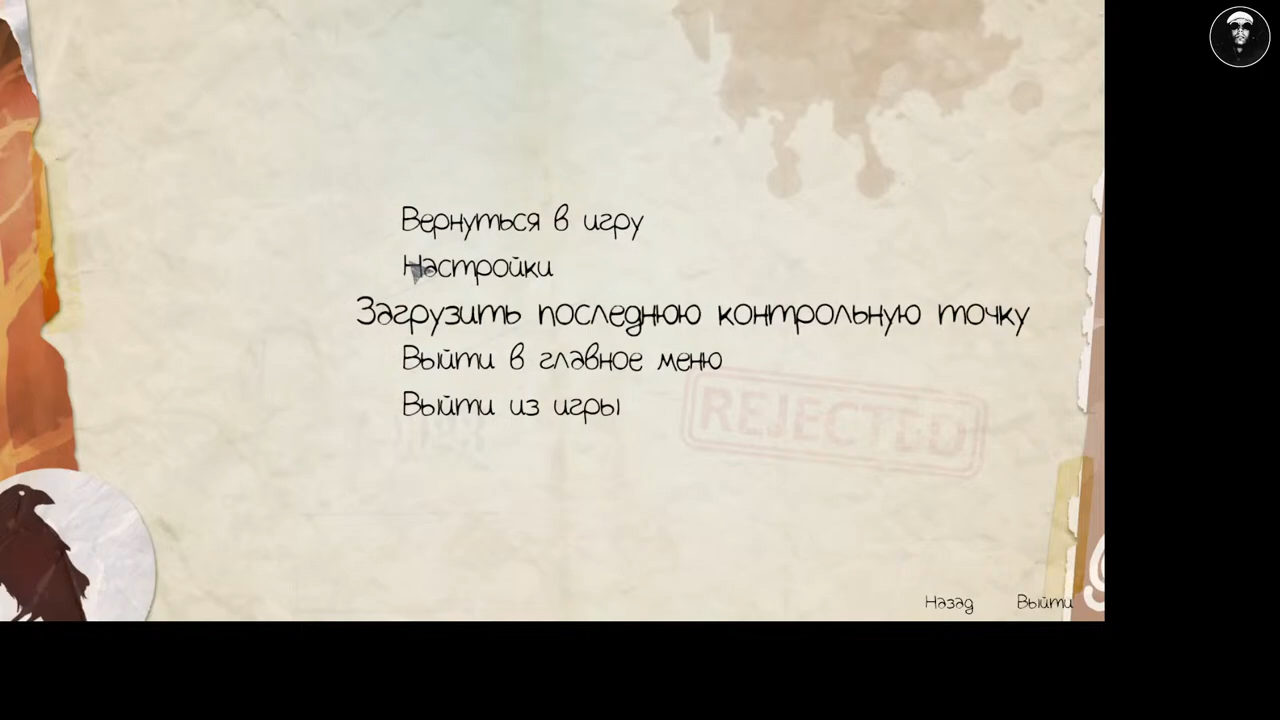 Вернуться в игру
Настройки
Загрузить последнюю контрольную точку
Выйти в главное меню
Выйти из игры
REJECTED
Назад Выйти